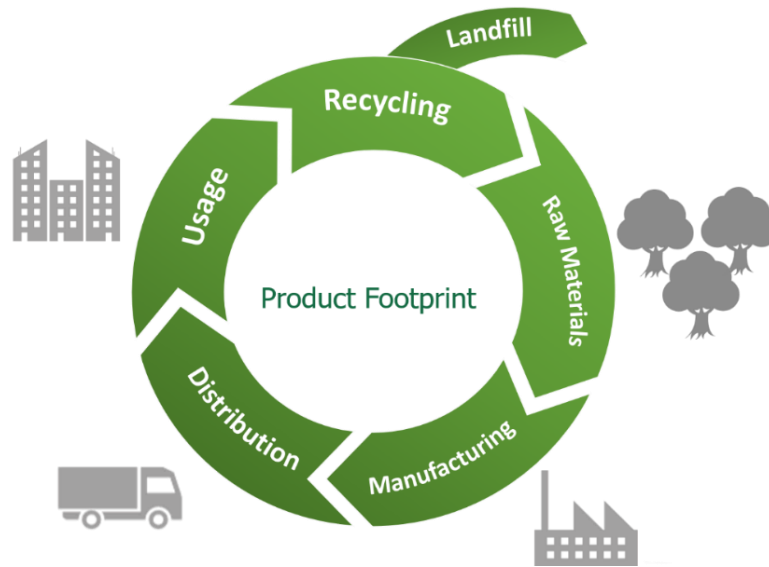 Landfill
Recycling
Usage
Raw Materials
Product Footprint
Distribution
Manufacturing